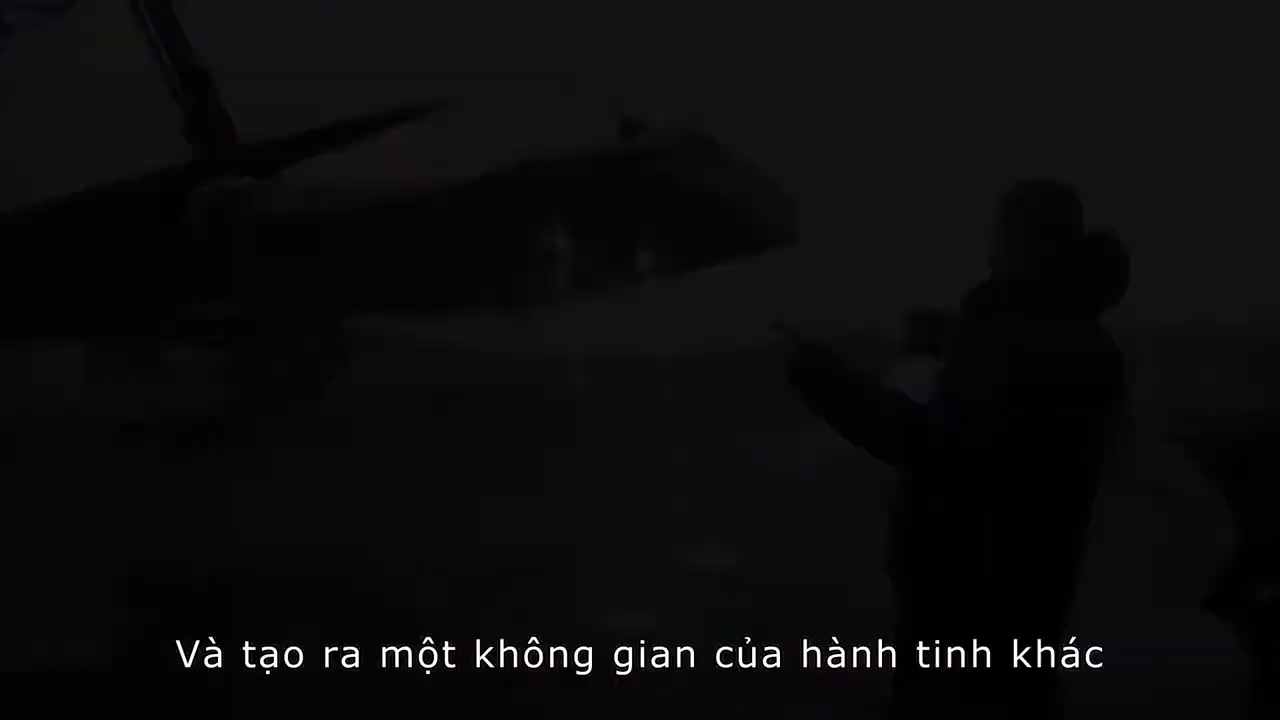 Và tạo ra một không gian của hành tinh khác